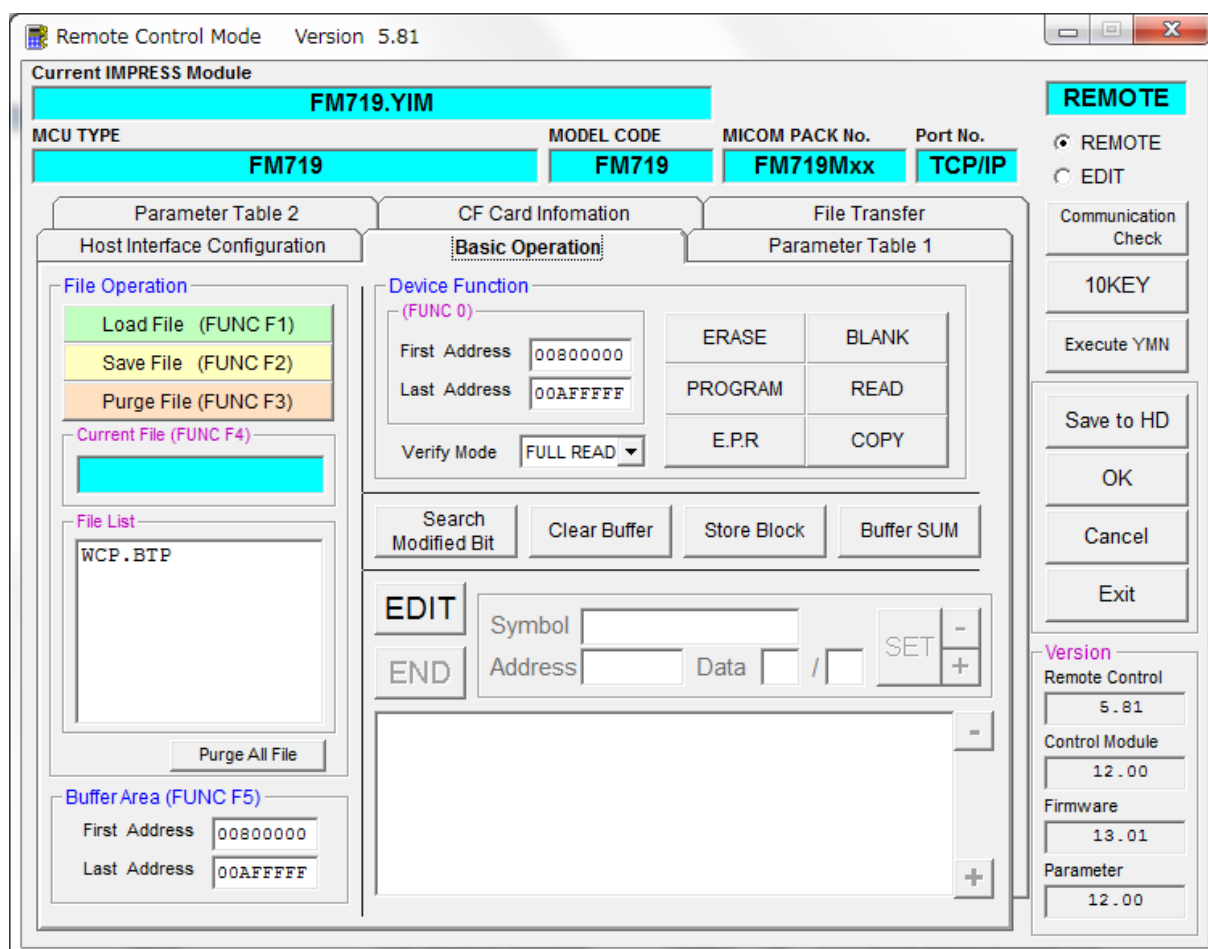 Remote Control Mode Version 5.81
Current IMPRESS Module
FM719.YIM
REMOTE
MCU TYPE MODEL CODE MICOM PACK No. Port No.
FM719 FM719 FM719Mxx TCP/IP
REMOTE
EDIT
Parameter Table 2 CF Card Infomation File Transfer
Host Interface Configuration Basic Operation Parameter Table 1
File Operation
Load File (FUNC F1)
Save File (FUNC F2)
Purge File (FUNC F3)
Current File (FUNC F4)
File List
WCP.BTP
Purge All File
Buffer Area (FUNC F5)
First Address 00800000
Last Address 00AFFFFF
Device Function
(FUNC 0)
First Address 00800000
Last Address 00AFFFFF
Verify Mode FULL READ
ERASE BLANK
PROGRAM READ
E.P.R COPY
Search
Modified Bit
Clear Buffer
Store Block
Buffer SUM
EDIT
END
Symbol
Address Data /
SET
-
+
-
+
Communication
Check
10KEY
Execute YMN
Save to HD
OK
Cancel
Exit
Version
Remote Control
5.81
Control Module
12.00
Firmware
13.01
Parameter
12.00